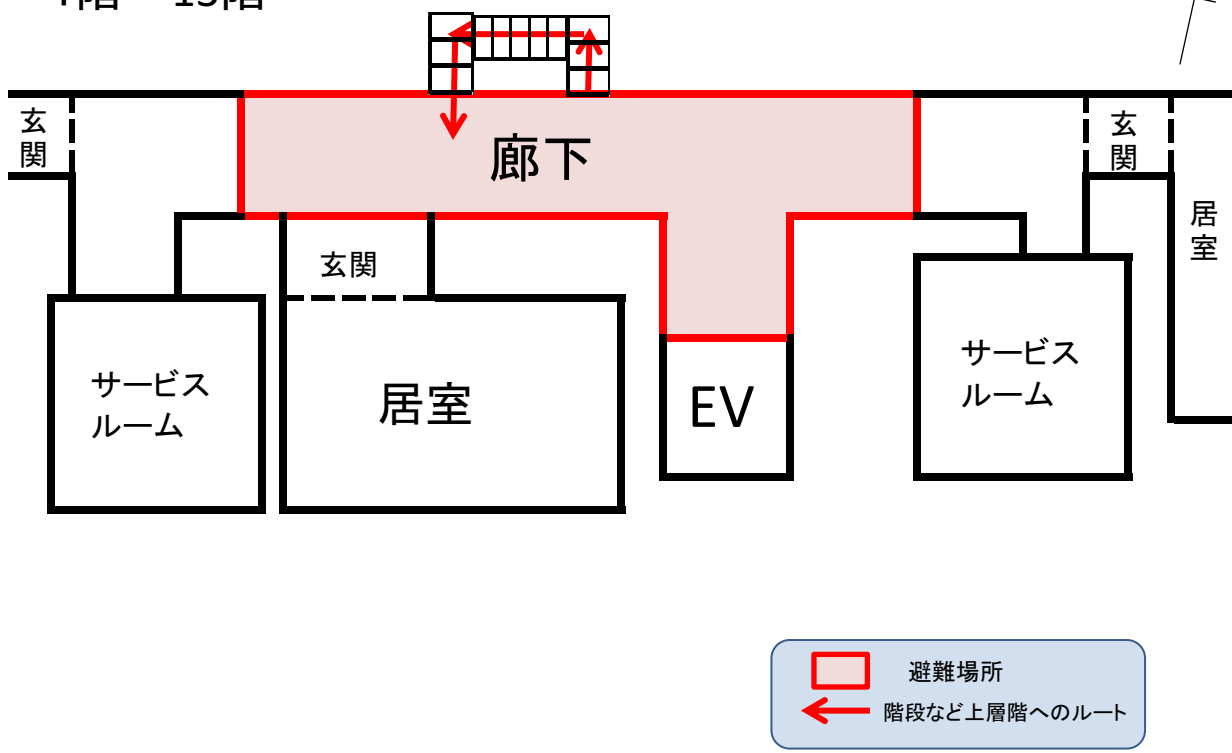 玄
関
廊下
玄
関
居
室
玄関
サービス
ルーム
居室
EV
サービス
ルーム
避難場所
階段など上層階へのルート